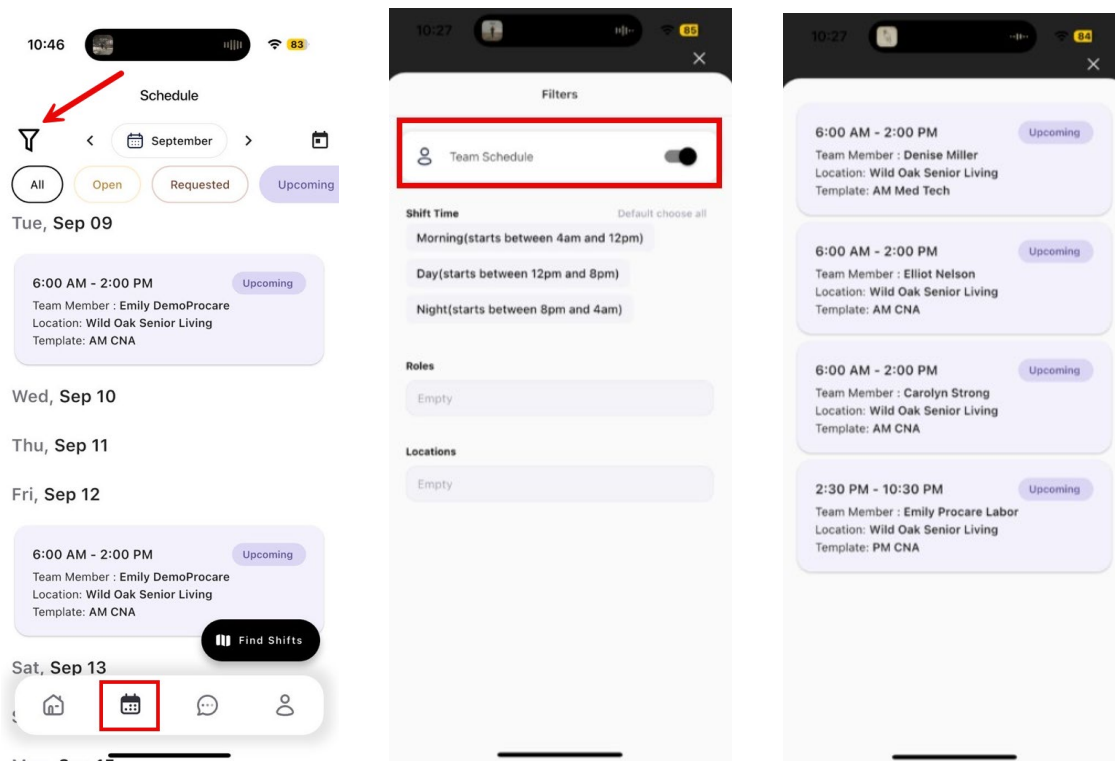 10:46
83
Schedule
September
All
Open
Requested
Upcoming
Tue, Sep 09
6:00 AM - 2:00 PM
Upcoming
Team Member : Emily DemoProcare
Location: Wild Oak Senior Living
Template: AM CNA
Wed, Sep 10
Thu, Sep 11
Fri, Sep 12
6:00 AM - 2:00 PM
Upcoming
Team Member : Emily DemoProcare
Location: Wild Oak Senior Living
Template: AM CNA
Find Shifts
Sat, Sep 13
10:27
85
Filters
Team Schedule
Shift Time
Default choose all
Morning(starts between 4am and 12pm)
Day(starts between 12pm and 8pm)
Night(starts between 8pm and 4am)
Roles
Empty
Locations
Empty
10:27
84
6:00 AM - 2:00 PM
Upcoming
Team Member : Denise Miller
Location: Wild Oak Senior Living
Template: AM Med Tech
6:00 AM - 2:00 PM
Upcoming
Team Member : Elliot Nelson
Location: Wild Oak Senior Living
Template: AM CNA
6:00 AM - 2:00 PM
Upcoming
Team Member : Carolyn Strong
Location: Wild Oak Senior Living
Template: AM CNA
2:30 PM - 10:30 PM
Upcoming
Team Member : Emily Procare Labor
Location: Wild Oak Senior Living
Template: PM CNA